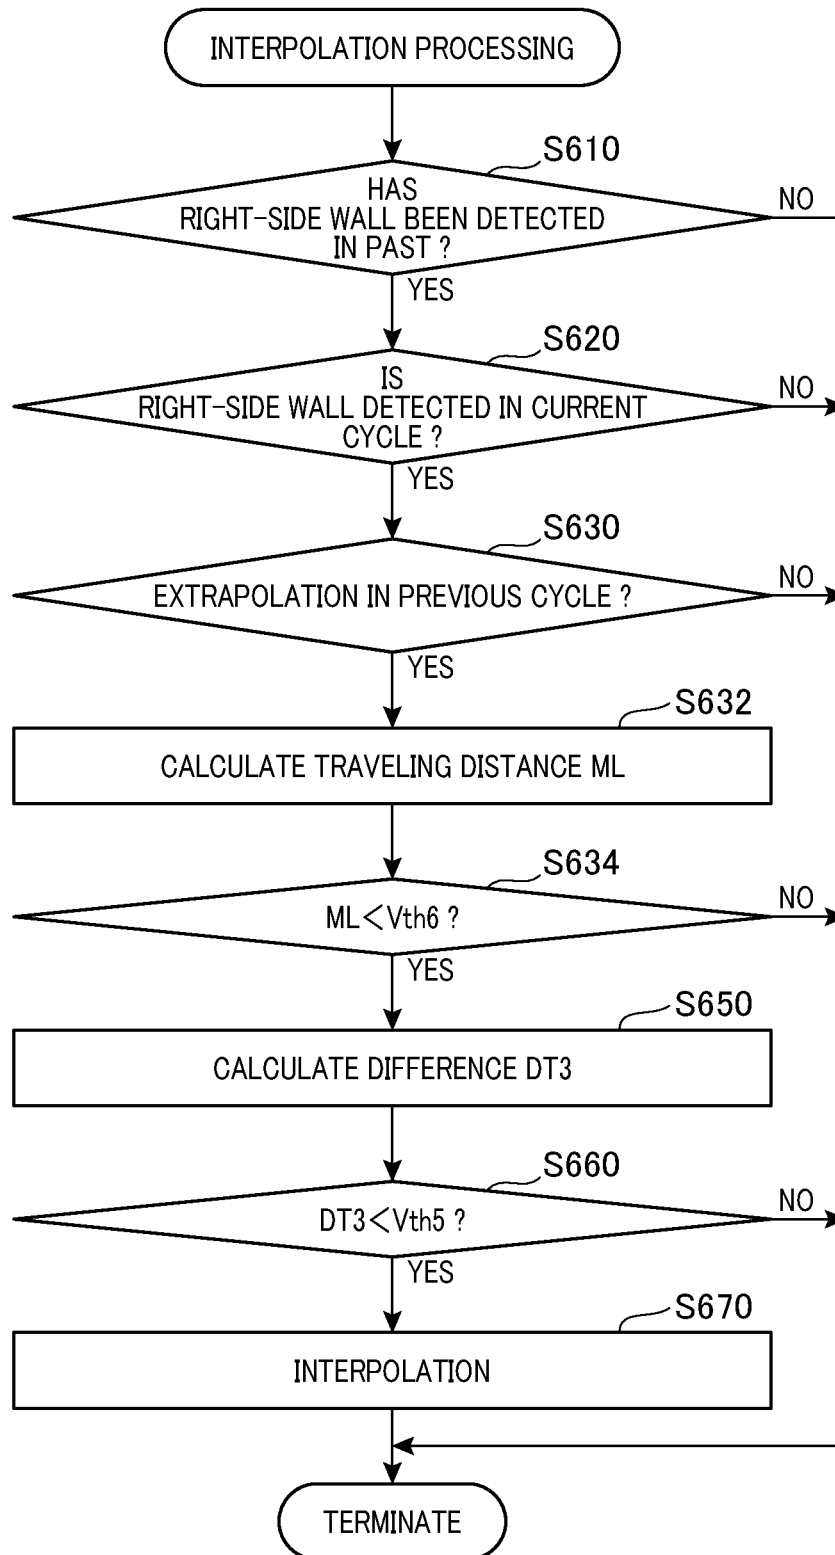 INTERPOLATION PROCESSING
S610
HAS
RIGHT-SIDE WALL BEEN DETECTED
IN PAST ?
NO
YES
S620
IS
RIGHT-SIDE WALL DETECTED IN CURRENT
CYCLE ?
NO
YES
S630
EXTRAPOLATION IN PREVIOUS CYCLE ?
NO
YES
S632
CALCULATE TRAVELING DISTANCE ML
S634
ML<Vth6 ?
NO
YES
S650
CALCULATE DIFFERENCE DT3
S660
DT3<Vth5 ?
NO
YES
S670
INTERPOLATION
TERMINATE